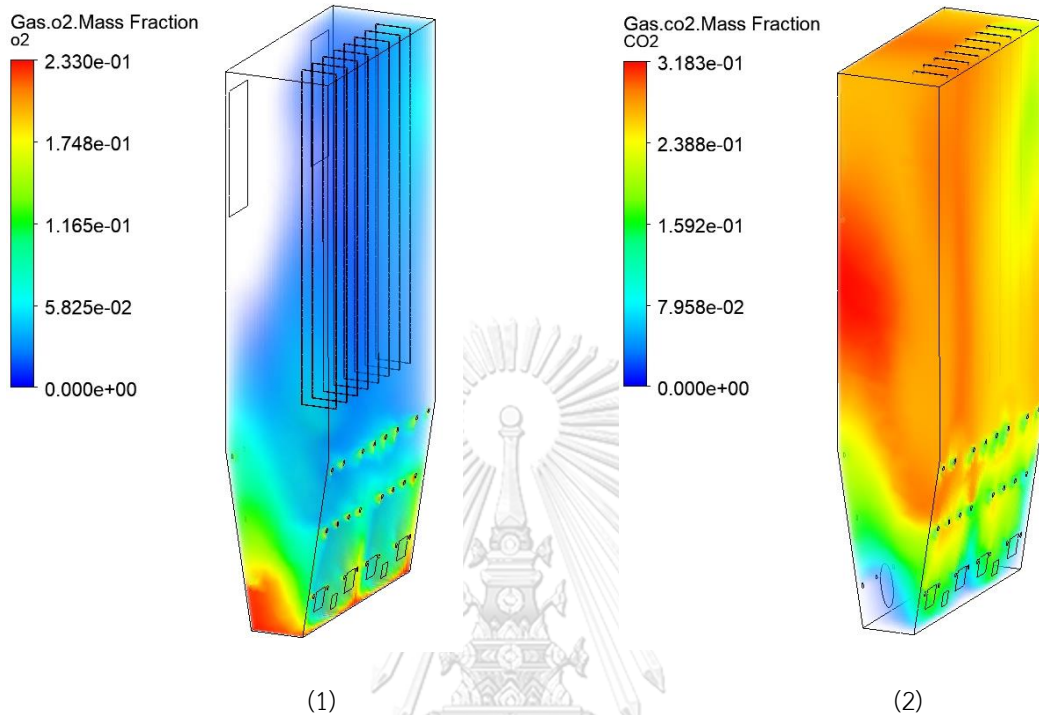 Gas.o2.Mass Fraction
o2
2.330e-01
1.748e-01
1.165e-01
5.825e-02
0.000e+00
(1)
Gas.co2.Mass Fraction
CO2
3.183e-01
2.388e-01
1.592e-01
7.958e-02
0.000e+00
(2)